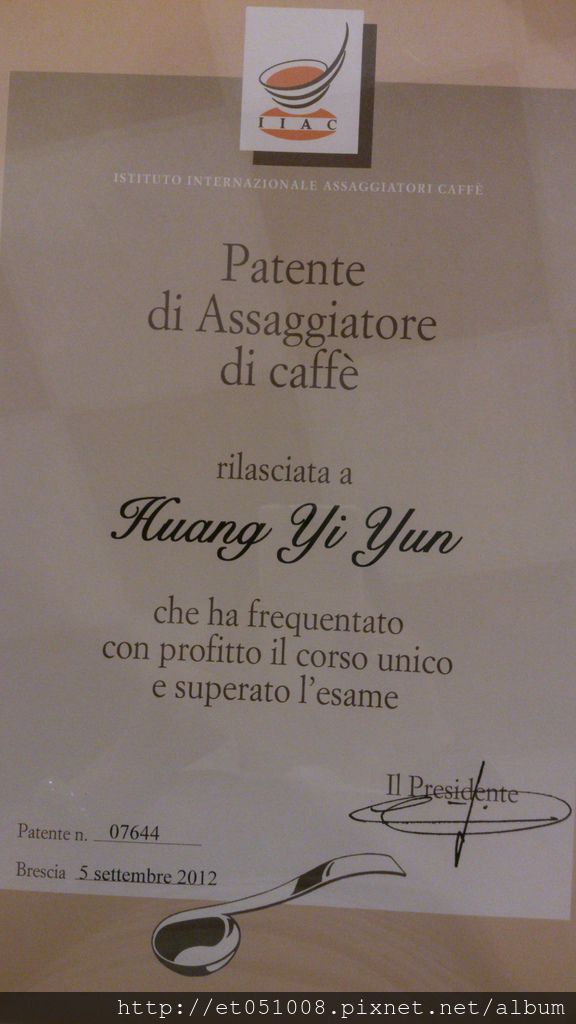 IIAC
ISTITUTO INTERNAZIONALE ASSAGGIATORI CAFFÈ
Patente
di Assaggiatore
di caffè
rilasciata a
Huang Yi Yun
che ha frequentato
con profitto il corso unico
e superato l'esame
Il Presidente
Patente n. 07644
Brescia 5 settembre 2012
http://et051008.pixnet.net/album